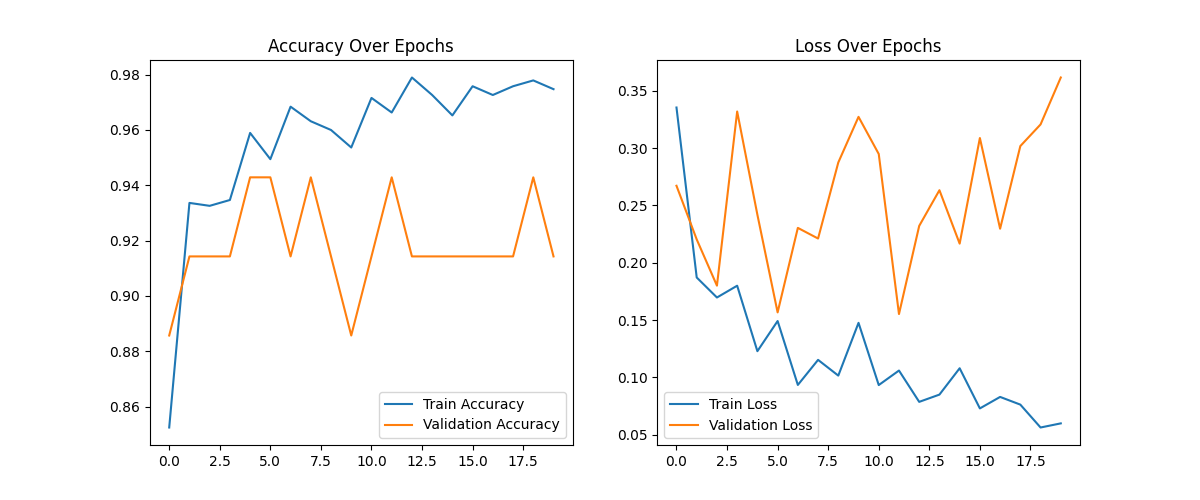 Accuracy Over Epochs
0.98
0.96
0.94
0.92
0.90
0.88
0.86
Train Accuracy
Validation Accuracy
0.0 2.5 5.0 7.5 10.0 12.5 15.0 17.5
Loss Over Epochs
0.35
0.30
0.25
0.20
0.15
0.10
0.05
Train Loss
Validation Loss
0.0 2.5 5.0 7.5 10.0 12.5 15.0 17.5